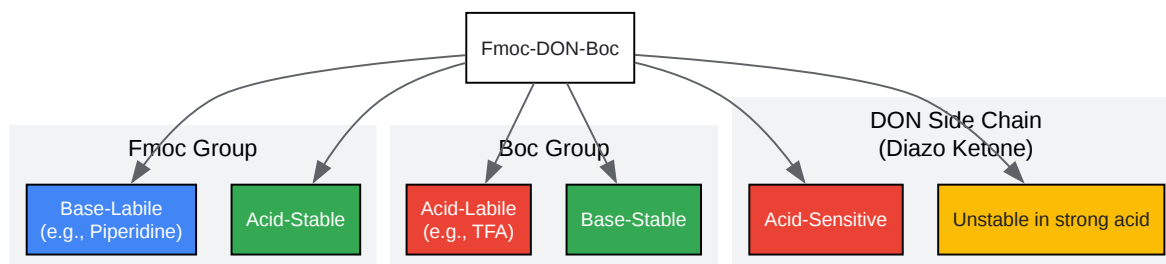 Fmoc-DON-Boc
DON Side Chain
(Diazo Ketone)
Fmoc Group
Boc Group
Base-Labile
(e.g., Piperidine)
Acid-Stable
Acid-Labile
(e.g., TFA)
Base-Stable
Acid-Sensitive
Unstable in strong acid